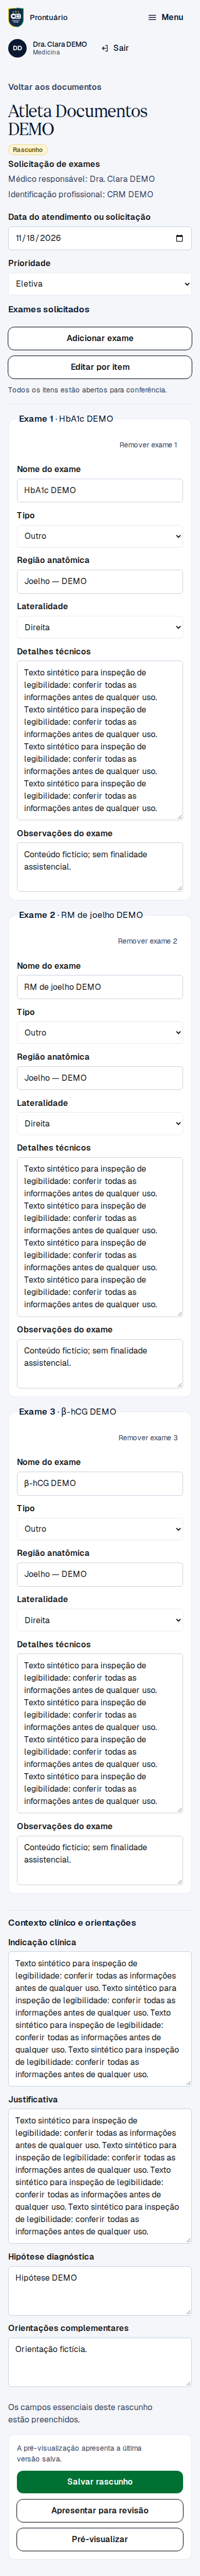 Prontuário
Menu
DD
Dra. Clara DEMO
Medicina
Sair
Voltar aos documentos
Atleta Documentos
DEMO
Rascunho
Solicitação de exames
Médico responsável: Dra. Clara DEMO
Identificação profissional: CRM DEMO
Data do atendimento ou solicitação
11/18/2026
Prioridade
Eletiva
Exames solicitados
Adicionar exame
Editar por item
Todos os itens estão abertos para conferência.
Exame 1 · HbA1c DEMO
Remover exame 1
Nome do exame
HbA1c DEMO
Tipo
Outro
Região anatômica
Joelho — DEMO
Lateralidade
Direita
Detalhes técnicos
Texto sintético para inspeção de
legibilidade: conferir todas as
informações antes de qualquer uso.
Texto sintético para inspeção de
legibilidade: conferir todas as
informações antes de qualquer uso.
Texto sintético para inspeção de
legibilidade: conferir todas as
informações antes de qualquer uso.
Texto sintético para inspeção de
legibilidade: conferir todas as
informações antes de qualquer uso.
Observações do exame
Conteúdo fictício; sem finalidade
assistencial.
Exame 2 · RM de joelho DEMO
Remover exame 2
Nome do exame
RM de joelho DEMO
Tipo
Outro
Região anatômica
Joelho — DEMO
Lateralidade
Direita
Detalhes técnicos
Texto sintético para inspeção de
legibilidade: conferir todas as
informações antes de qualquer uso.
Texto sintético para inspeção de
legibilidade: conferir todas as
informações antes de qualquer uso.
Texto sintético para inspeção de
legibilidade: conferir todas as
informações antes de qualquer uso.
Texto sintético para inspeção de
legibilidade: conferir todas as
informações antes de qualquer uso.
Observações do exame
Conteúdo fictício; sem finalidade
assistencial.
Exame 3 · β-hCG DEMO
Remover exame 3
Nome do exame
β-hCG DEMO
Tipo
Outro
Região anatômica
Joelho — DEMO
Lateralidade
Direita
Detalhes técnicos
Texto sintético para inspeção de
legibilidade: conferir todas as
informações antes de qualquer uso.
Texto sintético para inspeção de
legibilidade: conferir todas as
informações antes de qualquer uso.
Texto sintético para inspeção de
legibilidade: conferir todas as
informações antes de qualquer uso.
Texto sintético para inspeção de
legibilidade: conferir todas as
informações antes de qualquer uso.
Observações do exame
Conteúdo fictício; sem finalidade
assistencial.
Contexto clínico e orientações
Indicação clínica
Texto sintético para inspeção de
legibilidade: conferir todas as informações
antes de qualquer uso. Texto sintético para
inspeção de legibilidade: conferir todas as
informações antes de qualquer uso. Texto
sintético para inspeção de legibilidade:
conferir todas as informações antes de
qualquer uso. Texto sintético para inspeção
de legibilidade: conferir todas as
informações antes de qualquer uso.
Justificativa
Texto sintético para inspeção de
legibilidade: conferir todas as informações
antes de qualquer uso. Texto sintético para
inspeção de legibilidade: conferir todas as
informações antes de qualquer uso. Texto
sintético para inspeção de legibilidade:
conferir todas as informações antes de
qualquer uso. Texto sintético para inspeção
de legibilidade: conferir todas as
informações antes de qualquer uso.
Hipótese diagnóstica
Hipótese DEMO
Orientações complementares
Orientação fictícia.
Os campos essenciais deste rascunho
estão preenchidos.
A pré-visualização apresenta a última
versão salva.
Salvar rascunho
Apresentar para revisão
Pré-visualizar